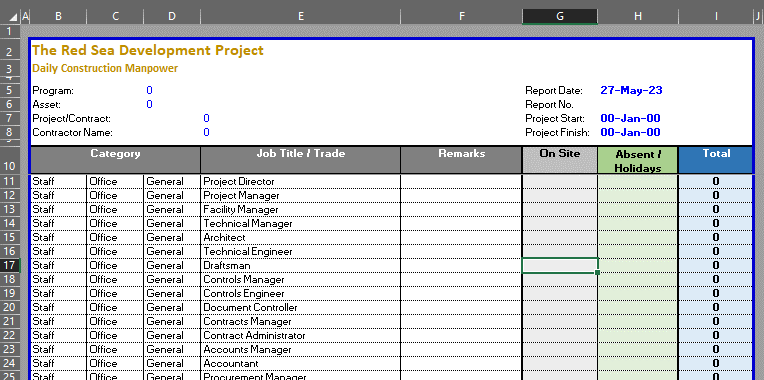 A B C D E F G H I J
1
2 The Red Sea Development Project
3 Daily Construction Manpower
5 Program: 0 Report Date: 27-May-23
6 Asset: 0 Report No.
7 Project/Contract: 0 Project Start: 00-Jan-00
8 Contractor Name: 0 Project Finish: 00-Jan-00
10 Category Job Title / Trade Remarks On Site Absent / Holidays Total
11 Staff Office General Project Director 0
12 Staff Office General Project Manager 0
13 Staff Office General Facility Manager 0
14 Staff Office General Technical Manager 0
15 Staff Office General Architect 0
16 Staff Office General Technical Engineer 0
17 Staff Office General Draftsman 0
18 Staff Office General Controls Manager 0
19 Staff Office General Controls Engineer 0
20 Staff Office General Document Controller 0
21 Staff Office General Contracts Manager 0
22 Staff Office General Contract Administrator 0
23 Staff Office General Accounts Manager 0
24 Staff Office General Accountant 0
25 Staff Office General Procurement Manager 0